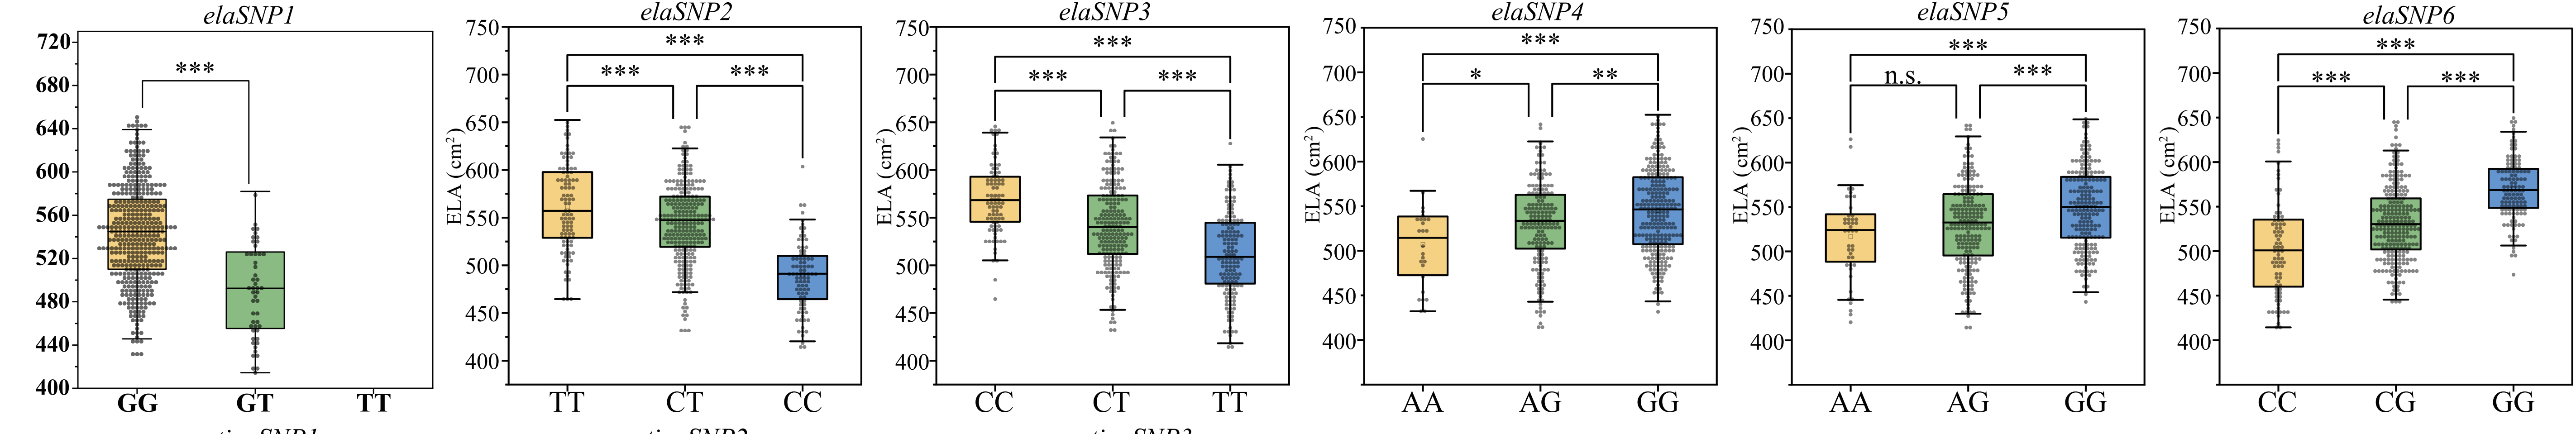 elaSNP1
720
680
640
600
560
520
480
440
400
***
GG
GT
TT
elaSNP2
ELA (cm²)
750
700
650
600
550
500
450
400
***
***
***
TT
CT
CC
elaSNP3
ELA (cm²)
750
700
650
600
550
500
450
400
***
***
***
CC
CT
TT
elaSNP4
ELA (cm²)
750
700
650
600
550
500
450
400
***
*
**
AA
AG
GG
elaSNP5
ELA (cm²)
750
700
650
600
550
500
450
400
***
n.s.
***
AA
AG
GG
elaSNP6
ELA (cm²)
750
700
650
600
550
500
450
400
***
***
***
CC
CG
GG